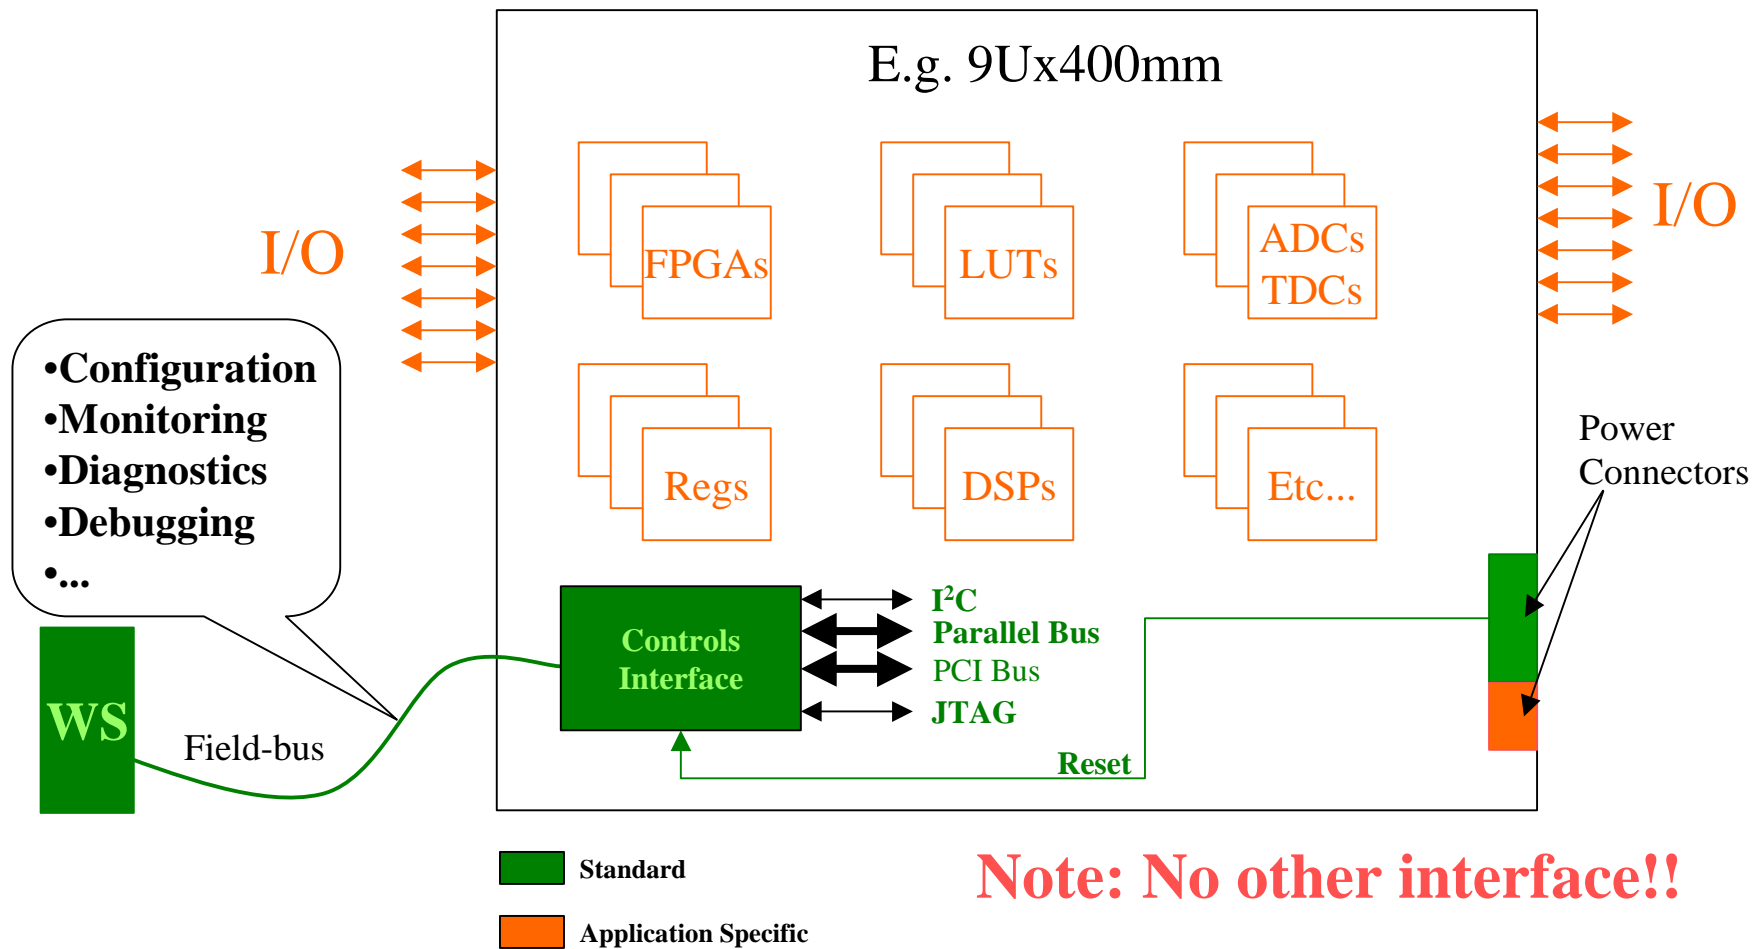 E.g. 9Ux400mm
I/O
I/O
FPGAs
LUTs
ADCs
TDCs
Regs
DSPs
Etc...
•Configuration
•Monitoring
•Diagnostics
•Debugging
•...
Power
Connectors
Controls
Interface
I²C
Parallel Bus
PCI Bus
JTAG
WS
Field-bus
Reset
Standard
Application Specific
Note: No other interface!!